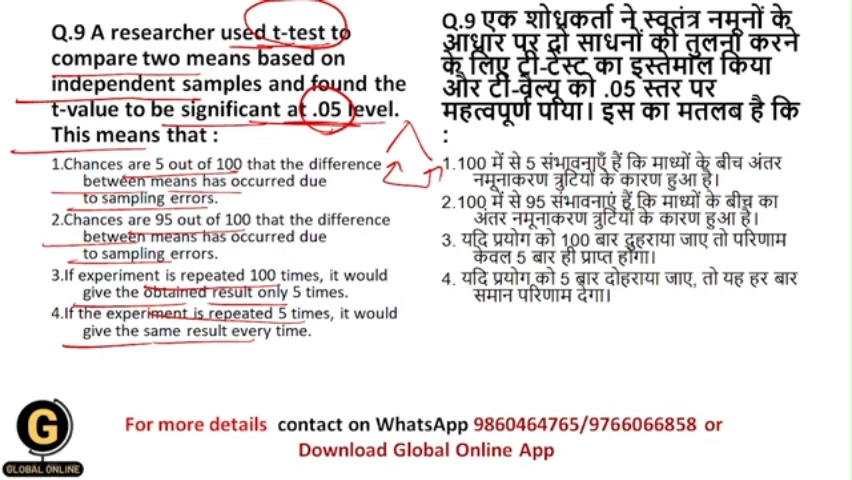 Q.9 A researcher used t-test to
compare two means based on
independent samples and found the
t-value to be significant at .05 level.
This means that :
1.Chances are 5 out of 100 that the difference
between means has occurred due
to sampling errors.
2.Chances are 95 out of 100 that the difference
between means has occurred due
to sampling errors.
3.If experiment is repeated 100 times, it would
give the obtained result only 5 times.
4.If the experiment is repeated 5 times, it would
give the same result every time.
Q.9 एक शोधकर्ता ने स्वतंत्र नमूनों के
आधार पर दो साधनों की तुलना करने
के लिए टी-टेस्ट का इस्तेमाल किया
और टी-वैल्यू को .05 स्तर पर
महत्वपूर्ण पाया। इस का मतलब है कि
:
1.100 में से 5 संभावनाएँ हैं कि माध्यों के बीच अंतर
नमूनाकरण त्रुटियों के कारण हुआ है।
2.100 में से 95 संभावनाएं हैं कि माध्यों के बीच का
अंतर नमूनाकरण त्रुटियों के कारण हुआ है।
3. यदि प्रयोग को 100 बार दुहराया जाए तो परिणाम
केवल 5 बार ही प्राप्त होगा।
4. यदि प्रयोग को 5 बार दोहराया जाए, तो यह हर बार
समान परिणाम देगा।
For more details contact on WhatsApp 9860464765/9766066858 or
Download Global Online App
G
GLOBAL ONLINE